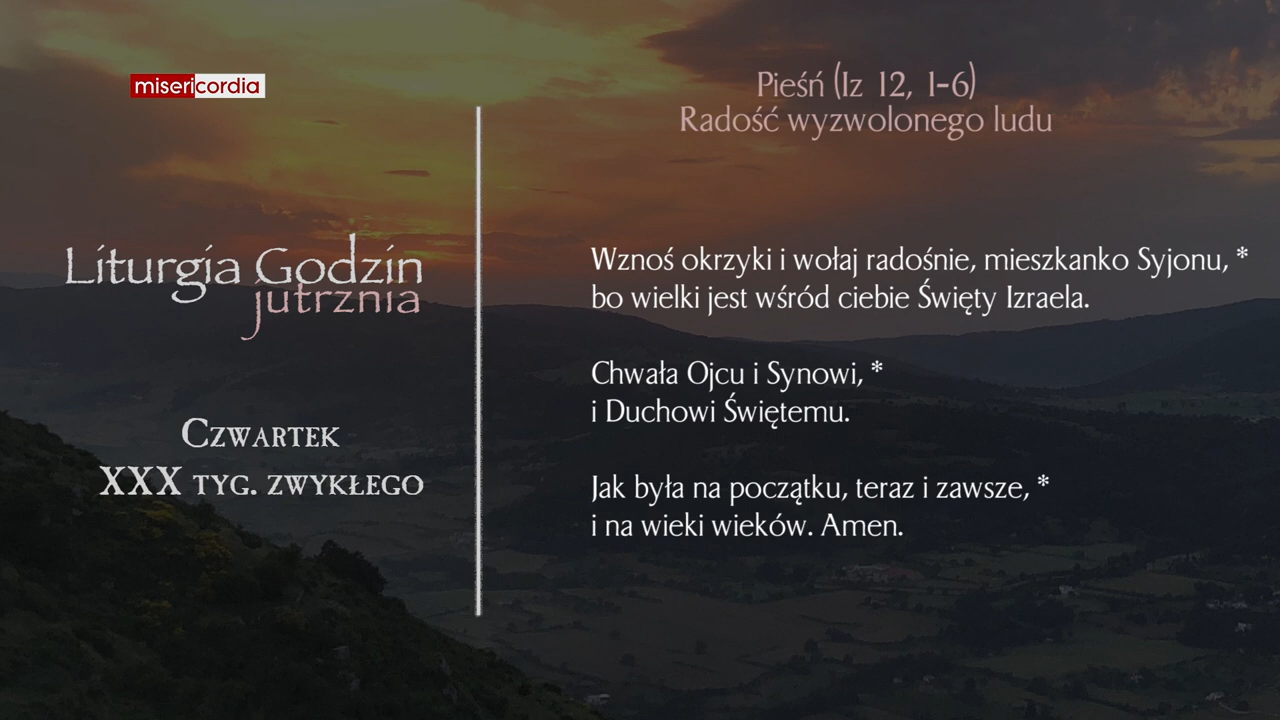 misericordia
Liturgia Godzin
jutrznia
Czwartek
XXX tyg. zwykłego
Pieśń (Iz 12, 1-6)
Radość wyzwolonego ludu
Wznoś okrzyki i wołaj radośnie, mieszkanko Syjonu, *
bo wielki jest wśród ciebie Święty Izraela.
Chwała Ojcu i Synowi, *
i Duchowi Świętemu.
Jak była na początku, teraz i zawsze, *
i na wieki wieków. Amen.